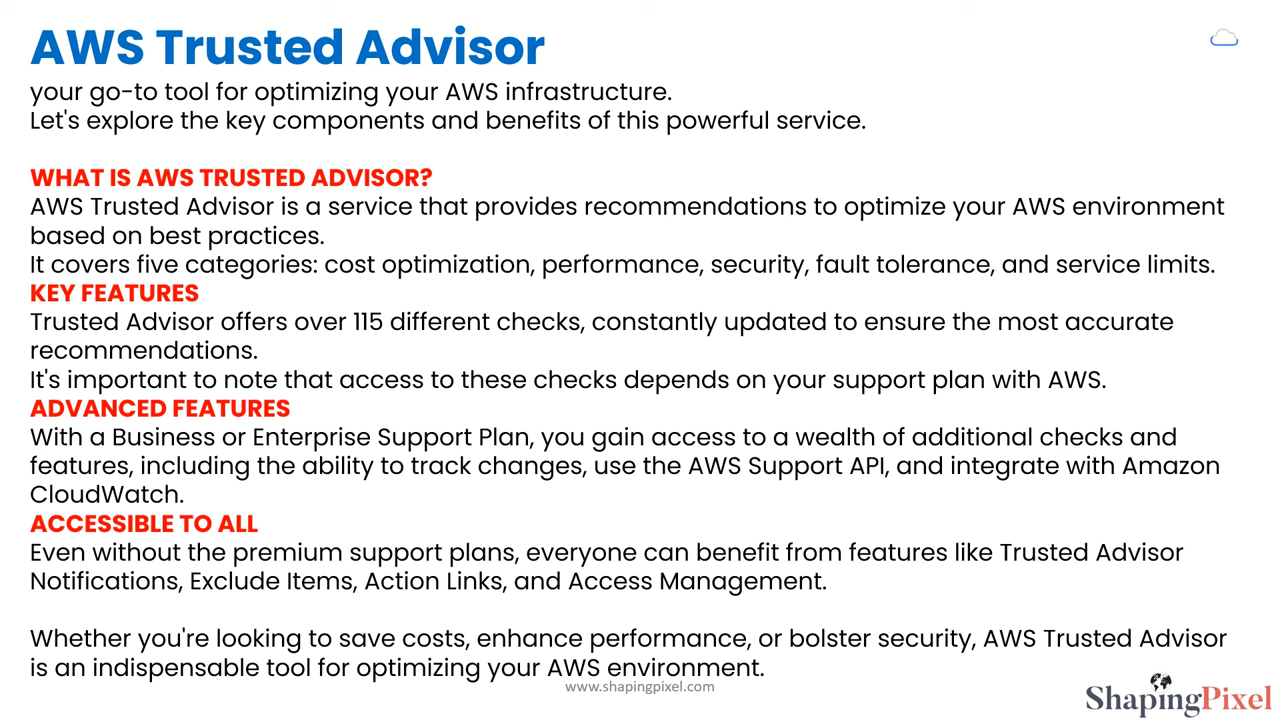 AWS Trusted Advisor
your go-to tool for optimizing your AWS infrastructure.
Let's explore the key components and benefits of this powerful service.
WHAT IS AWS TRUSTED ADVISOR?
AWS Trusted Advisor is a service that provides recommendations to optimize your AWS environment
based on best practices.
It covers five categories: cost optimization, performance, security, fault tolerance, and service limits.
KEY FEATURES
Trusted Advisor offers over 115 different checks, constantly updated to ensure the most accurate
recommendations.
It's important to note that access to these checks depends on your support plan with AWS.
ADVANCED FEATURES
With a Business or Enterprise Support Plan, you gain access to a wealth of additional checks and
features, including the ability to track changes, use the AWS Support API, and integrate with Amazon
CloudWatch.
ACCESSIBLE TO ALL
Even without the premium support plans, everyone can benefit from features like Trusted Advisor
Notifications, Exclude Items, Action Links, and Access Management.
Whether you're looking to save costs, enhance performance, or bolster security, AWS Trusted Advisor
is an indispensable tool for optimizing your AWS environment.
www.shapingpixel.com
ShapingPixel